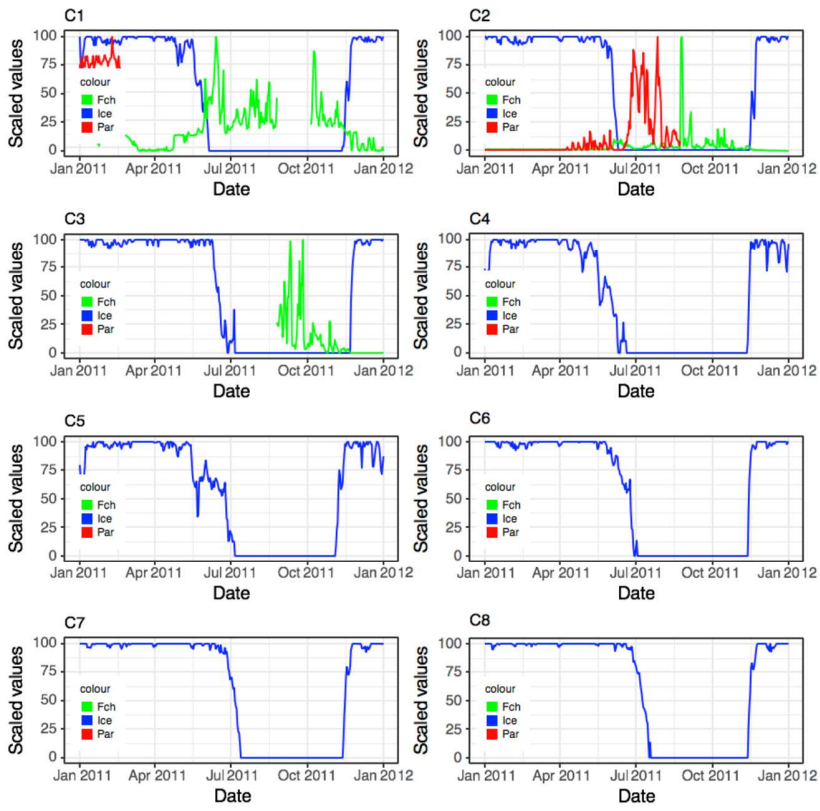 C1
Scaled values
100
75
50
25
0
colour
Fch
Ice
Par
Jan 2011 Apr 2011 Jul 2011 Oct 2011 Jan 2012
Date
C2
Scaled values
100
75
50
25
0
colour
Fch
Ice
Par
Jan 2011 Apr 2011 Jul 2011 Oct 2011 Jan 2012
Date
C3
Scaled values
100
75
50
25
0
colour
Fch
Ice
Par
Jan 2011 Apr 2011 Jul 2011 Oct 2011 Jan 2012
Date
C4
Scaled values
100
75
50
25
0
colour
Fch
Ice
Par
Jan 2011 Apr 2011 Jul 2011 Oct 2011 Jan 2012
Date
C5
Scaled values
100
75
50
25
0
colour
Fch
Ice
Par
Jan 2011 Apr 2011 Jul 2011 Oct 2011 Jan 2012
Date
C6
Scaled values
100
75
50
25
0
colour
Fch
Ice
Par
Jan 2011 Apr 2011 Jul 2011 Oct 2011 Jan 2012
Date
C7
Scaled values
100
75
50
25
0
colour
Fch
Ice
Par
Jan 2011 Apr 2011 Jul 2011 Oct 2011 Jan 2012
Date
C8
Scaled values
100
75
50
25
0
colour
Fch
Ice
Par
Jan 2011 Apr 2011 Jul 2011 Oct 2011 Jan 2012
Date